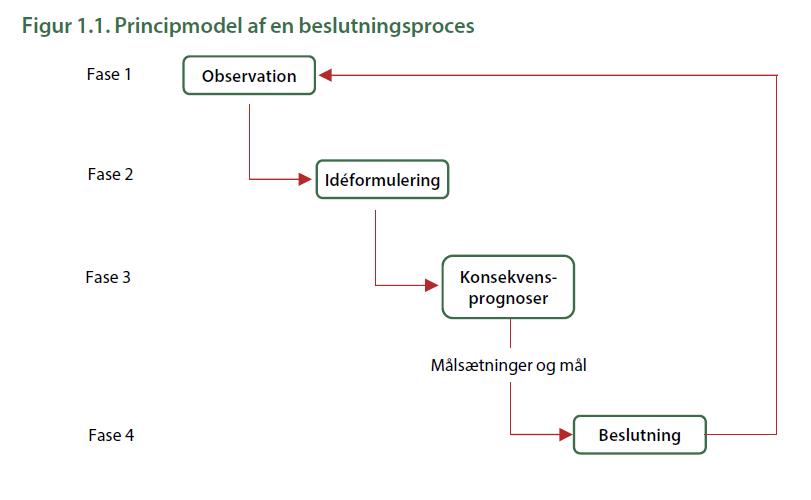 Figur 1.1. Principmodel af en beslutningsproces
Fase 1
Observation
Fase 2
Idéformulering
Fase 3
Konsekvens-
prognoser
Målsætninger og mål
Fase 4
Beslutning